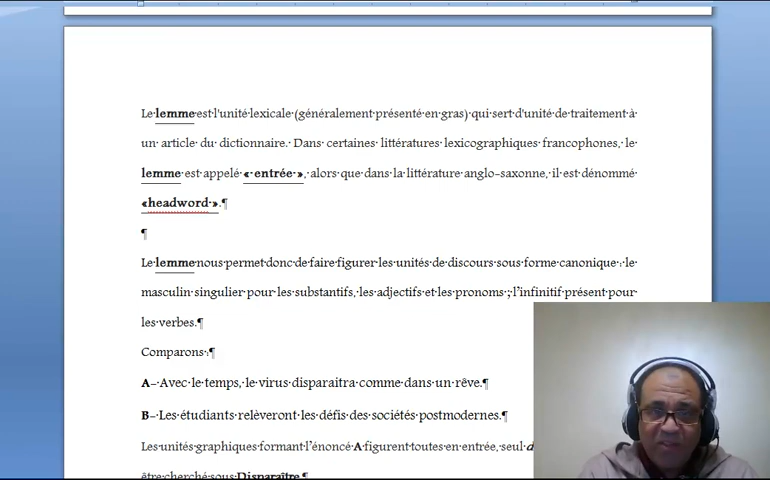 Le lemme est l'unité lexicale (généralement présenté en gras) qui sert d'unité de traitement à
un article du dictionnaire. Dans certaines littératures lexicographiques francophones, le
lemme est appelé « entrée », alors que dans la littérature anglo-saxonne, il est dénommé
«headword ».¶
¶
Le lemme nous permet donc de faire figurer les unités de discours sous forme canonique : le
masculin singulier pour les substantifs, les adjectifs et les pronoms ; l'infinitif présent pour
les verbes.¶
Comparons :¶
A- Avec le temps, le virus disparaitra comme dans un rêve.¶
B- Les étudiants relèveront les défis des sociétés postmodernes.¶
Les unités graphiques formant l'énoncé A figurent toutes en entrée, seul
être cherché sous Disparaître.¶